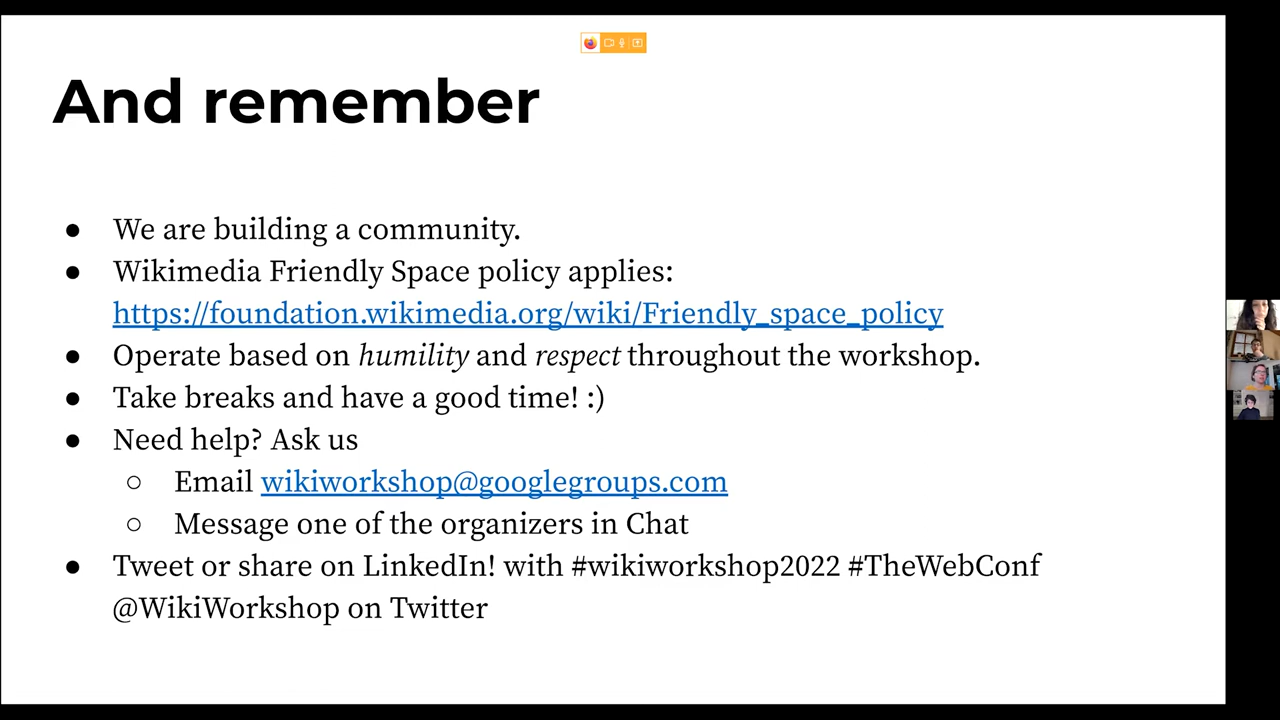 And remember
● We are building a community.
● Wikimedia Friendly Space policy applies:
https://foundation.wikimedia.org/wiki/Friendly_space_policy
● Operate based on humility and respect throughout the workshop.
● Take breaks and have a good time! :)
● Need help? Ask us
○ Email wikiworkshop@googlegroups.com
○ Message one of the organizers in Chat
● Tweet or share on LinkedIn! with #wikiworkshop2022 #TheWebConf
@WikiWorkshop on Twitter